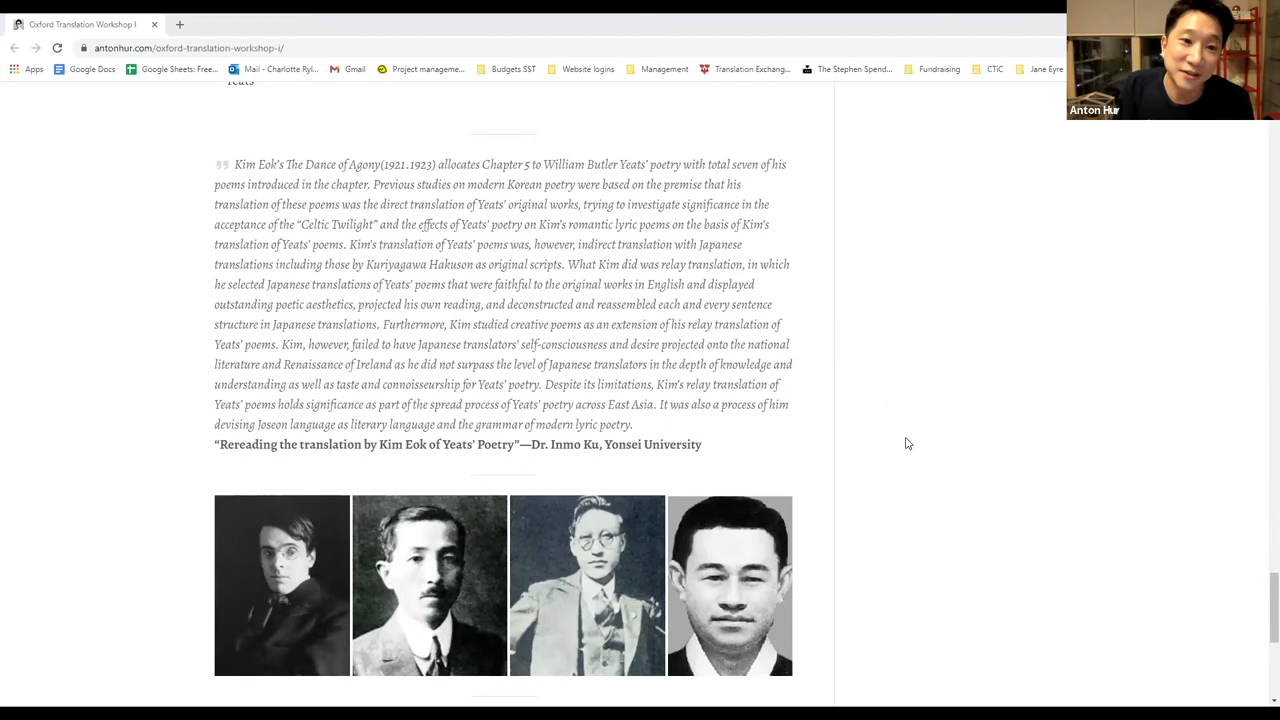 Oxford Translation Workshop I
antonhur.com/oxford-translation-workshop-i/
Apps Google Docs Google Sheets: Free... Mail - Charlotte Ryl... Gmail Project manageme... Budgets SST Website logins Management Translation Exchang... The Stephen Spend... Fundraising CTiC Jane Eyre
Anton Hur
Yeats
Kim Eok's The Dance of Agony(1921.1923) allocates Chapter 5 to William Butler Yeats' poetry with total seven of his
poems introduced in the chapter. Previous studies on modern Korean poetry were based on the premise that his
translation of these poems was the direct translation of Yeats' original works, trying to investigate significance in the
acceptance of the “Celtic Twilight” and the effects of Yeats' poetry on Kim's romantic lyric poems on the basis of Kim's
translation of Yeats' poems. Kim's translation of Yeats' poems was, however, indirect translation with Japanese
translations including those by Kuriyagawa Hakuson as original scripts. What Kim did was relay translation, in which
he selected Japanese translations of Yeats' poems that were faithful to the original works in English and displayed
outstanding poetic aesthetics, projected his own reading, and deconstructed and reassembled each and every sentence
structure in Japanese translations. Furthermore, Kim studied creative poems as an extension of his relay translation of
Yeats' poems. Kim, however, failed to have Japanese translators' self-consciousness and desire projected onto the national
literature and Renaissance of Ireland as he did not surpass the level of Japanese translators in the depth of knowledge and
understanding as well as taste and connoisseurship for Yeats' poetry. Despite its limitations, Kim's relay translation of
Yeats' poems holds significance as part of the spread process of Yeats' poetry across East Asia. It was also a process of him
devising Joseon language as literary language and the grammar of modern lyric poetry.
“Rereading the translation by Kim Eok of Yeats' Poetry”—Dr. Inmo Ku, Yonsei University